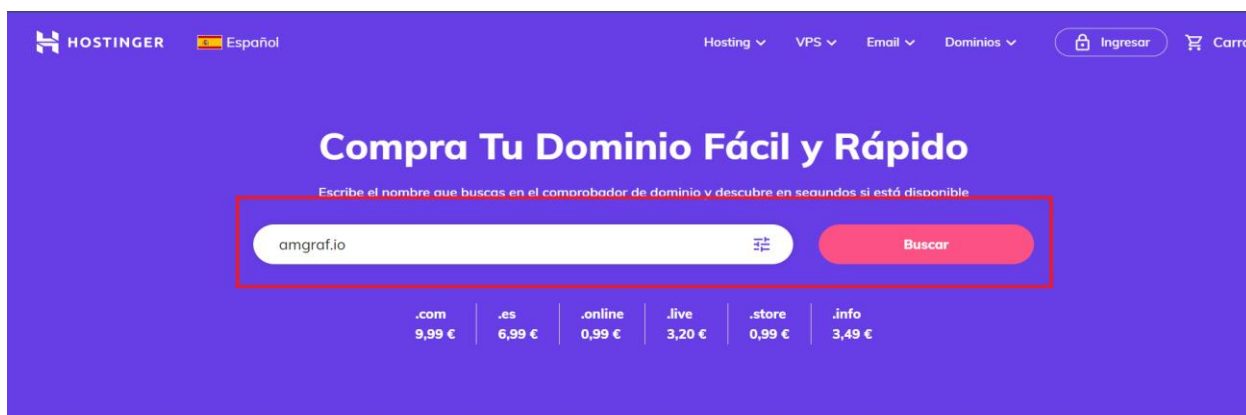 HOSTINGER Español Hosting VPS Email Dominios Ingresar
Compra Tu Dominio Fácil y Rápido
Escribe el nombre que buscas en el comprobador de dominio y descubre en segundos si está disponible
amgraf.io Buscar
.com .es .online .live .store .info
9,99 € 6,99 € 0,99 € 3,20 € 0,99 € 3,49 €